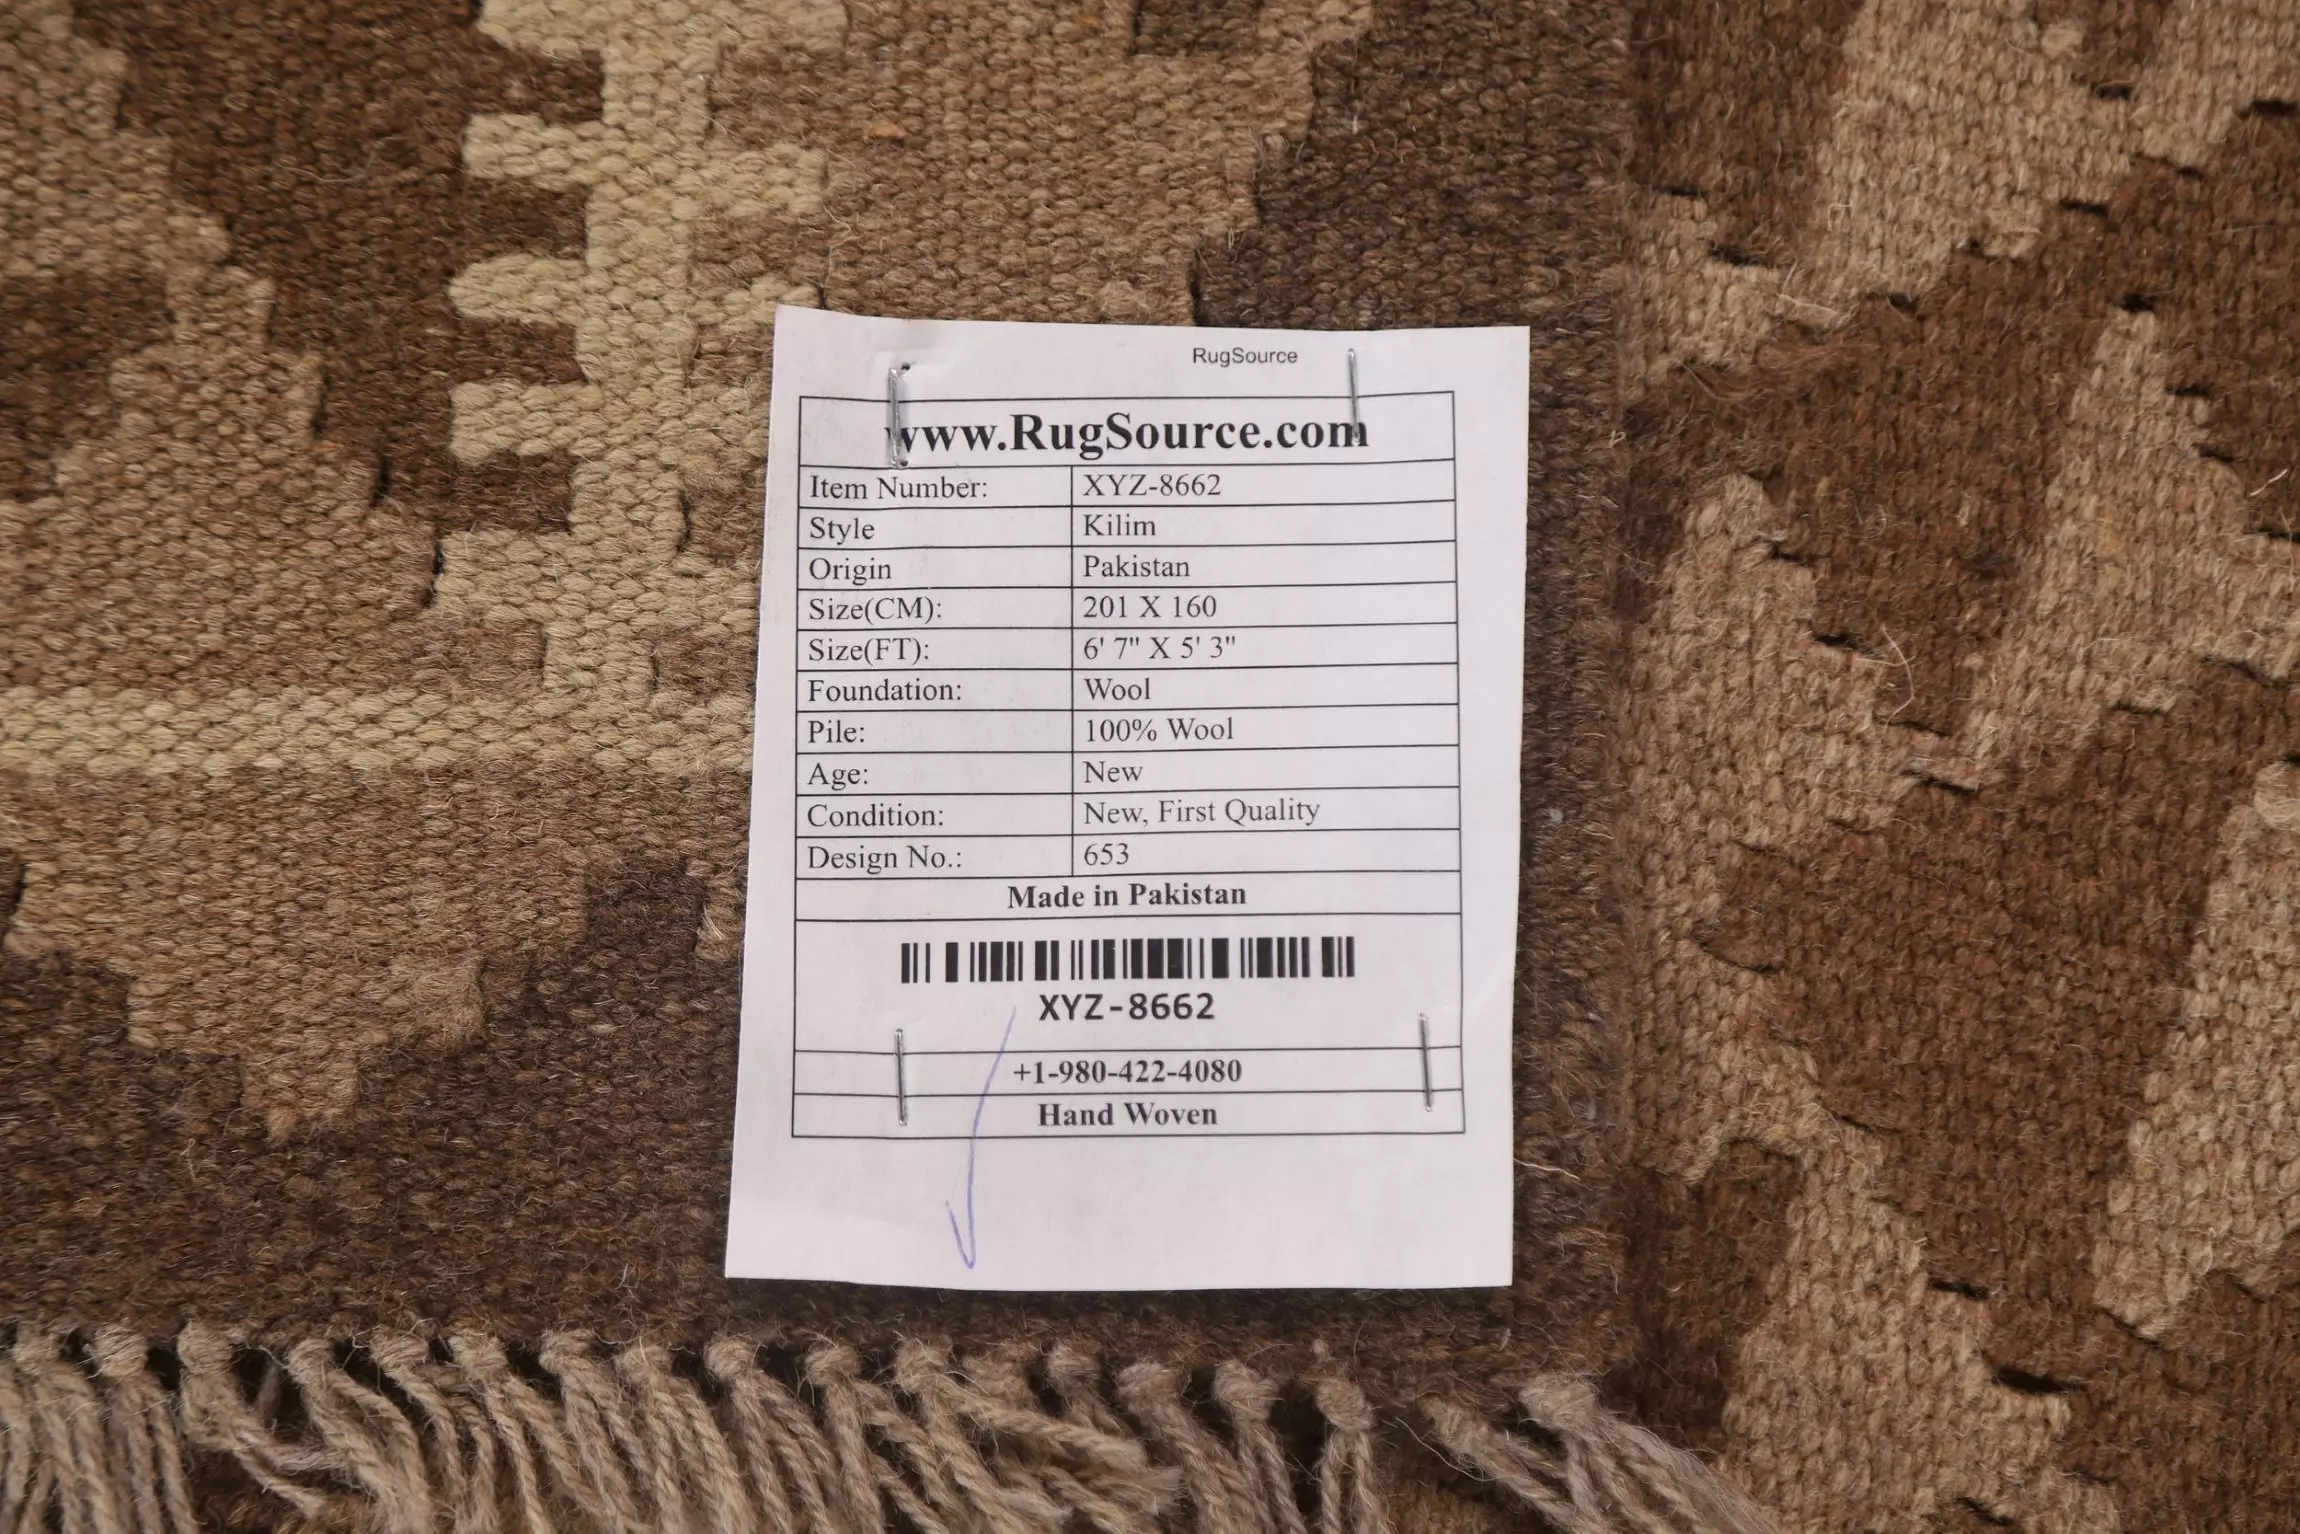 RugSource
www.RugSource.com
Item Number: XYZ-8662
Style Kilim
Origin Pakistan
Size(CM): 201 X 160
Size(FT): 6' 7" X 5' 3"
Foundation: Wool
Pile: 100% Wool
Age: New
Condition: New, First Quality
Design No.: 653
Made in Pakistan
XYZ-8662
+1-980-422-4080
Hand Woven